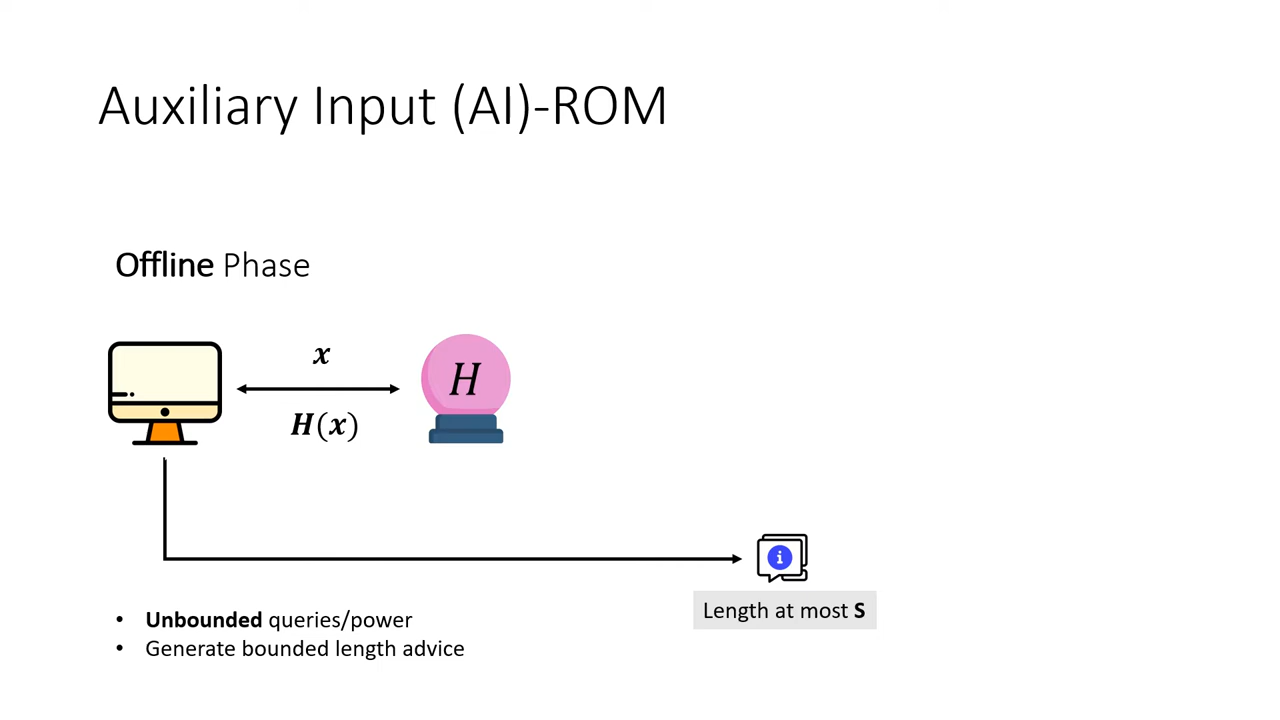 Auxiliary Input (AI)-ROM
Offline Phase
x
H
H(x)
i
Length at most S
• Unbounded queries/power
• Generate bounded length advice